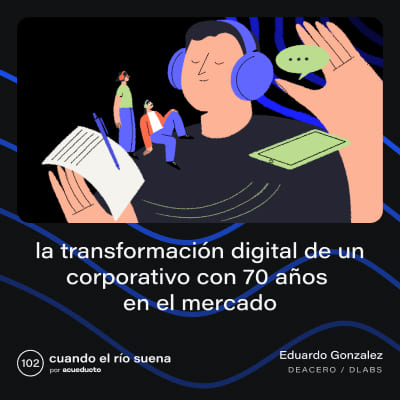 la transformación digital de un
corporativo con 70 años
en el mercado
102
cuando el río suena
por acueducto
Eduardo Gonzalez
DEACERO / DLABS